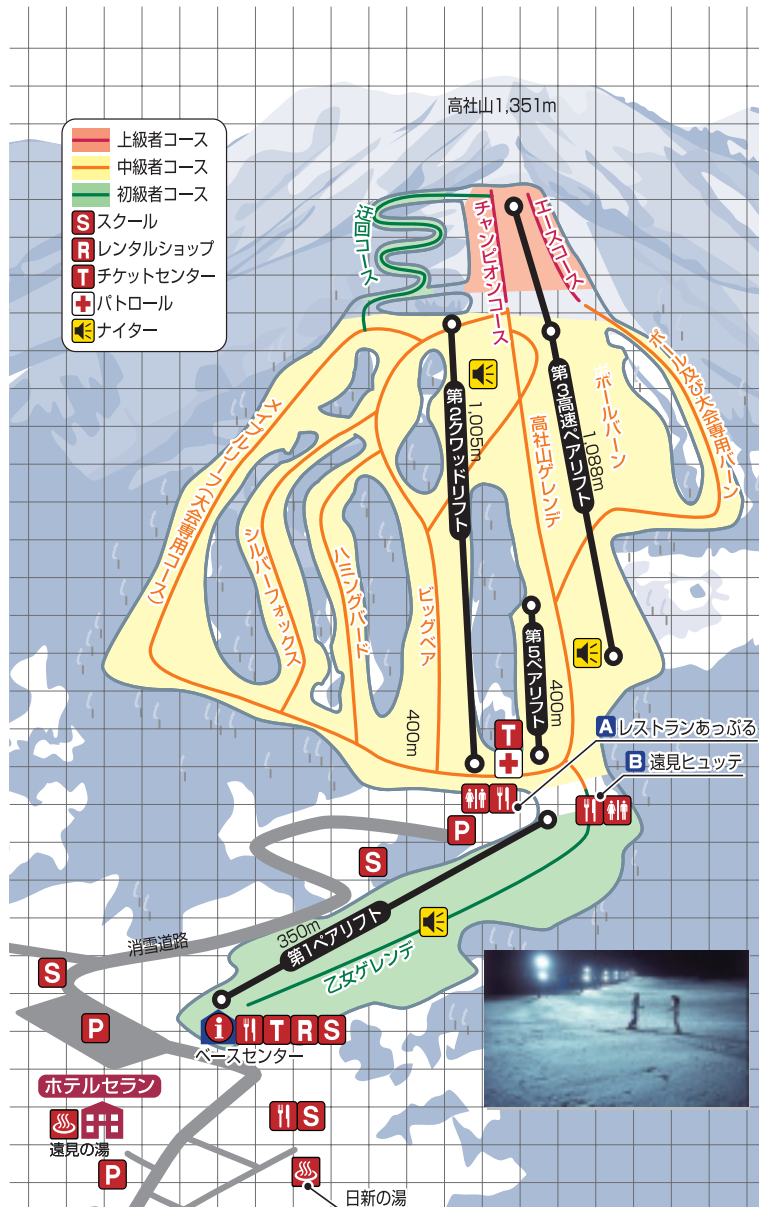 高社山1,351m
上級者コース
中級者コース
初級者コース
S スクール
R レンタルショップ
T チケットセンター
パトロール
ナイター
迂回コース
チャンピオンコース
エースコース
ポール及び大会専用バーン
ボールバーン
第3高速ペアリフト
1,088m
高社山ゲレンデ
第2クワッドリフト
1,005m
メイプルリーフ(大会専用コース)
シルバーフォックス
ハミングバード
ビッグベア
400m
第5ペアリフト
400m
T
A レストランあっぷる
B 遠見ヒュッテ
P
S
350m
第1ペアリフト
乙女ゲレンデ
消雪道路
S
P
i T R S
ベースセンター
ホテルセラン
遠見の湯
S
P
日新の湯